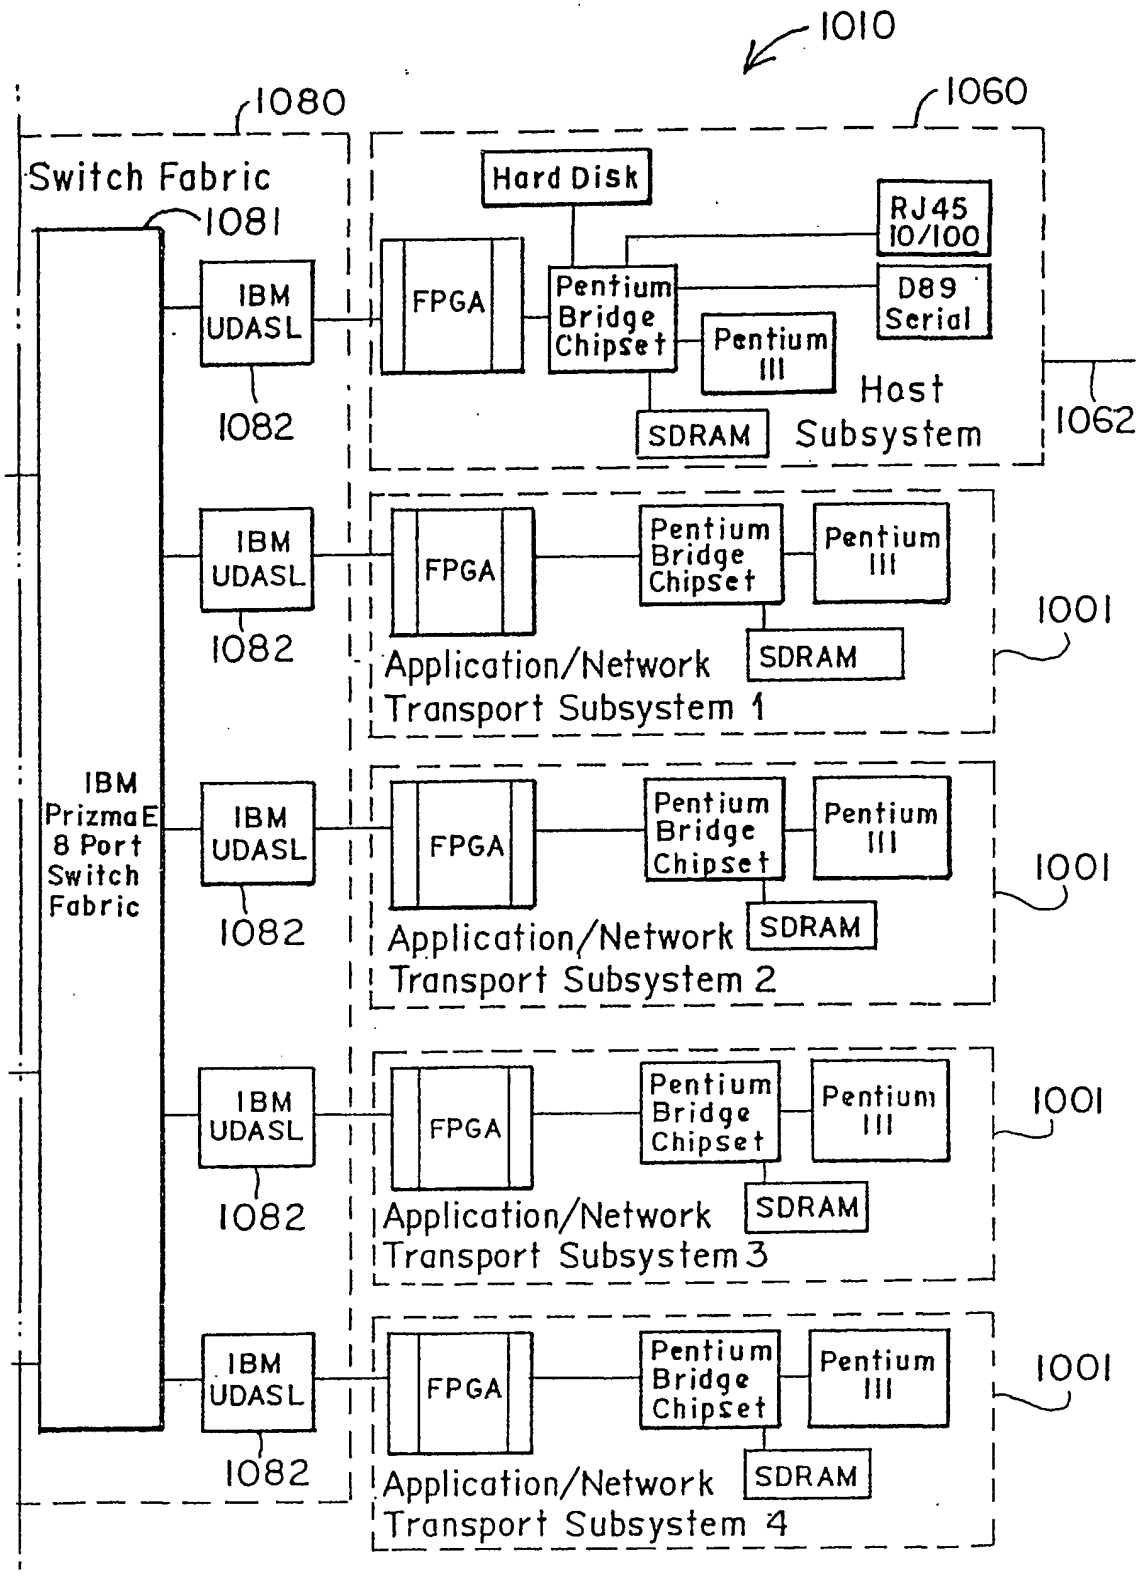 1010
1080
1060
Switch Fabric
1081
Hard Disk
RJ45
10/100
IBM
UDASL
FPGA
Pentium
Bridge
Chipset
D89
Serial
Pentium
III
1082
SDRAM
Host
Subsystem
1062
IBM
UDASL
FPGA
Pentium
Bridge
Chipset
Pentium
III
1082
SDRAM
1001
Application/Network
Transport Subsystem 1
IBM
PrizmaE
8 Port
Switch
Fabric
IBM
UDASL
FPGA
Pentium
Bridge
Chipset
Pentium
III
1082
SDRAM
1001
Application/Network
Transport Subsystem 2
IBM
UDASL
FPGA
Pentium
Bridge
Chipset
Pentium
III
1082
SDRAM
1001
Application/Network
Transport Subsystem 3
IBM
UDASL
FPGA
Pentium
Bridge
Chipset
Pentium
III
1082
SDRAM
1001
Application/Network
Transport Subsystem 4